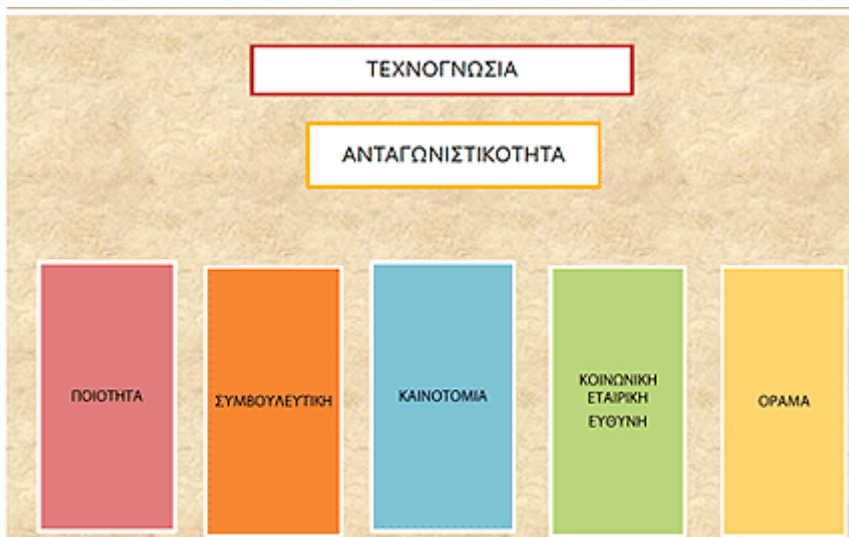 ΤΕΧΝΟΓΝΩΣΙΑ
ΑΝΤΑΓΩΝΙΣΤΙΚΟΤΗΤΑ
ΠΟΙΟΤΗΤΑ
ΣΥΜΒΟΥΛΕΥΤΙΚΗ
ΚΑΙΝΟΤΟΜΙΑ
ΚΟΙΝΩΝΙΚΗ
ΕΤΑΙΡΙΚΗ
ΕΥΘΥΝΗ
ΟΡΑΜΑ